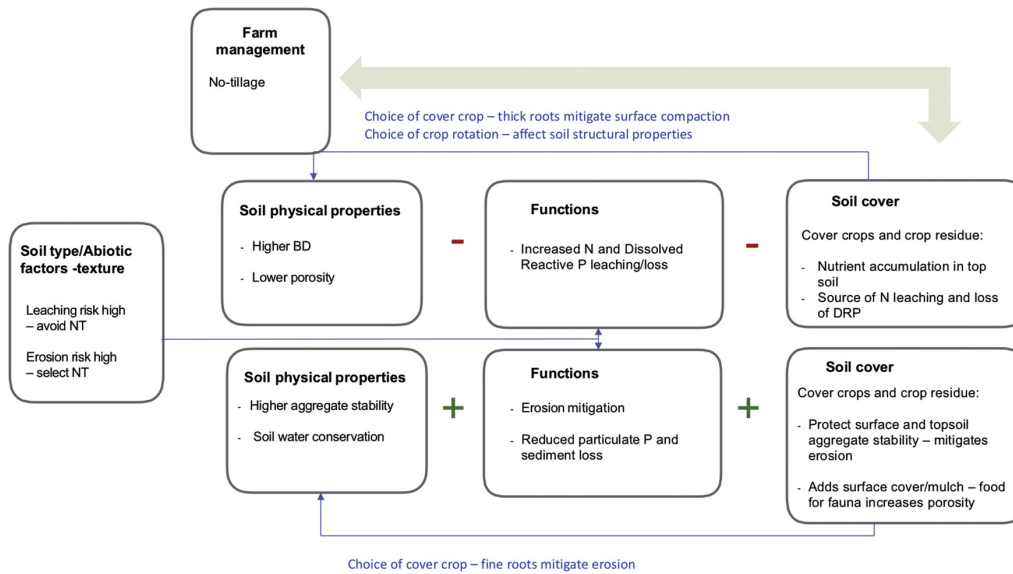 Farm
management
No-tillage
Choice of cover crop – thick roots mitigate surface compaction
Choice of crop rotation – affect soil structural properties
Soil type/Abiotic
factors -texture
Leaching risk high
– avoid NT
Erosion risk high
– select NT
Soil physical properties
- Higher BD
- Lower porosity
-
Functions
- Increased N and Dissolved
Reactive P leaching/loss
-
Soil cover
Cover crops and crop residue:
- Nutrient accumulation in top
soil
- Source of N leaching and loss
of DRP
Soil physical properties
- Higher aggregate stability
- Soil water conservation
+
Functions
- Erosion mitigation
- Reduced particulate P and
sediment loss
+
Soil cover
Cover crops and crop residue:
- Protect surface and topsoil
aggregate stability – mitigates
erosion
- Adds surface cover/mulch – food
for fauna increases porosity
Choice of cover crop – fine roots mitigate erosion